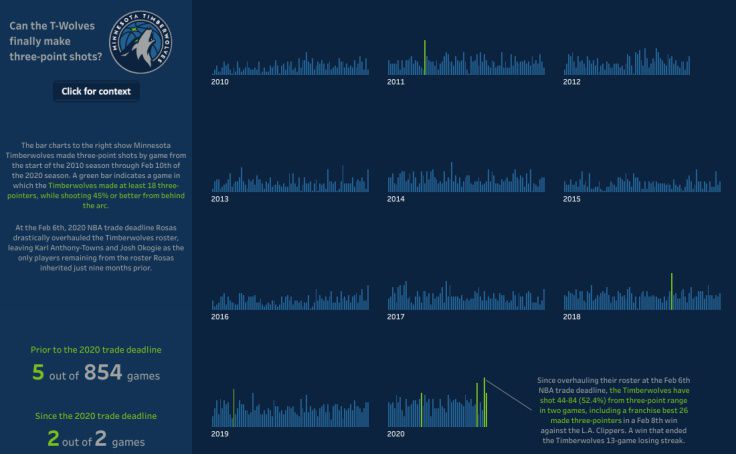 Can the T-Wolves
finally make
three-point shots?
MINNESOTA TIMBERWOLVES
Click for context
The bar charts to the right show Minnesota
Timberwolves made three-point shots by game from
the start of the 2010 season through Feb 10th of
the 2020 season. A green bar indicates a game in
which the Timberwolves made at least 18 three-
pointers, while shooting 45% or better from behind
the arc.
At the Feb 6th, 2020 NBA trade deadline Rosas
drastically overhauled the Timberwolves roster,
leaving Karl Anthony-Towns and Josh Okogie as the
only players remaining from the roster Rosas
inherited just nine months prior.
Prior to the 2020 trade deadline
5 out of 854 games
Since the 2020 trade deadline
2 out of 2 games
2010
2011
2012
2013
2014
2015
2016
2017
2018
2019
2020
Since overhauling their roster at the Feb 6th
NBA trade deadline, the Timberwolves have
shot 44-84 (52.4%) from three-point range
in two games, including a franchise best 26
made three-pointers in a Feb 8th win
against the L.A. Clippers. A win that ended
the Timberwolves 13-game losing streak.